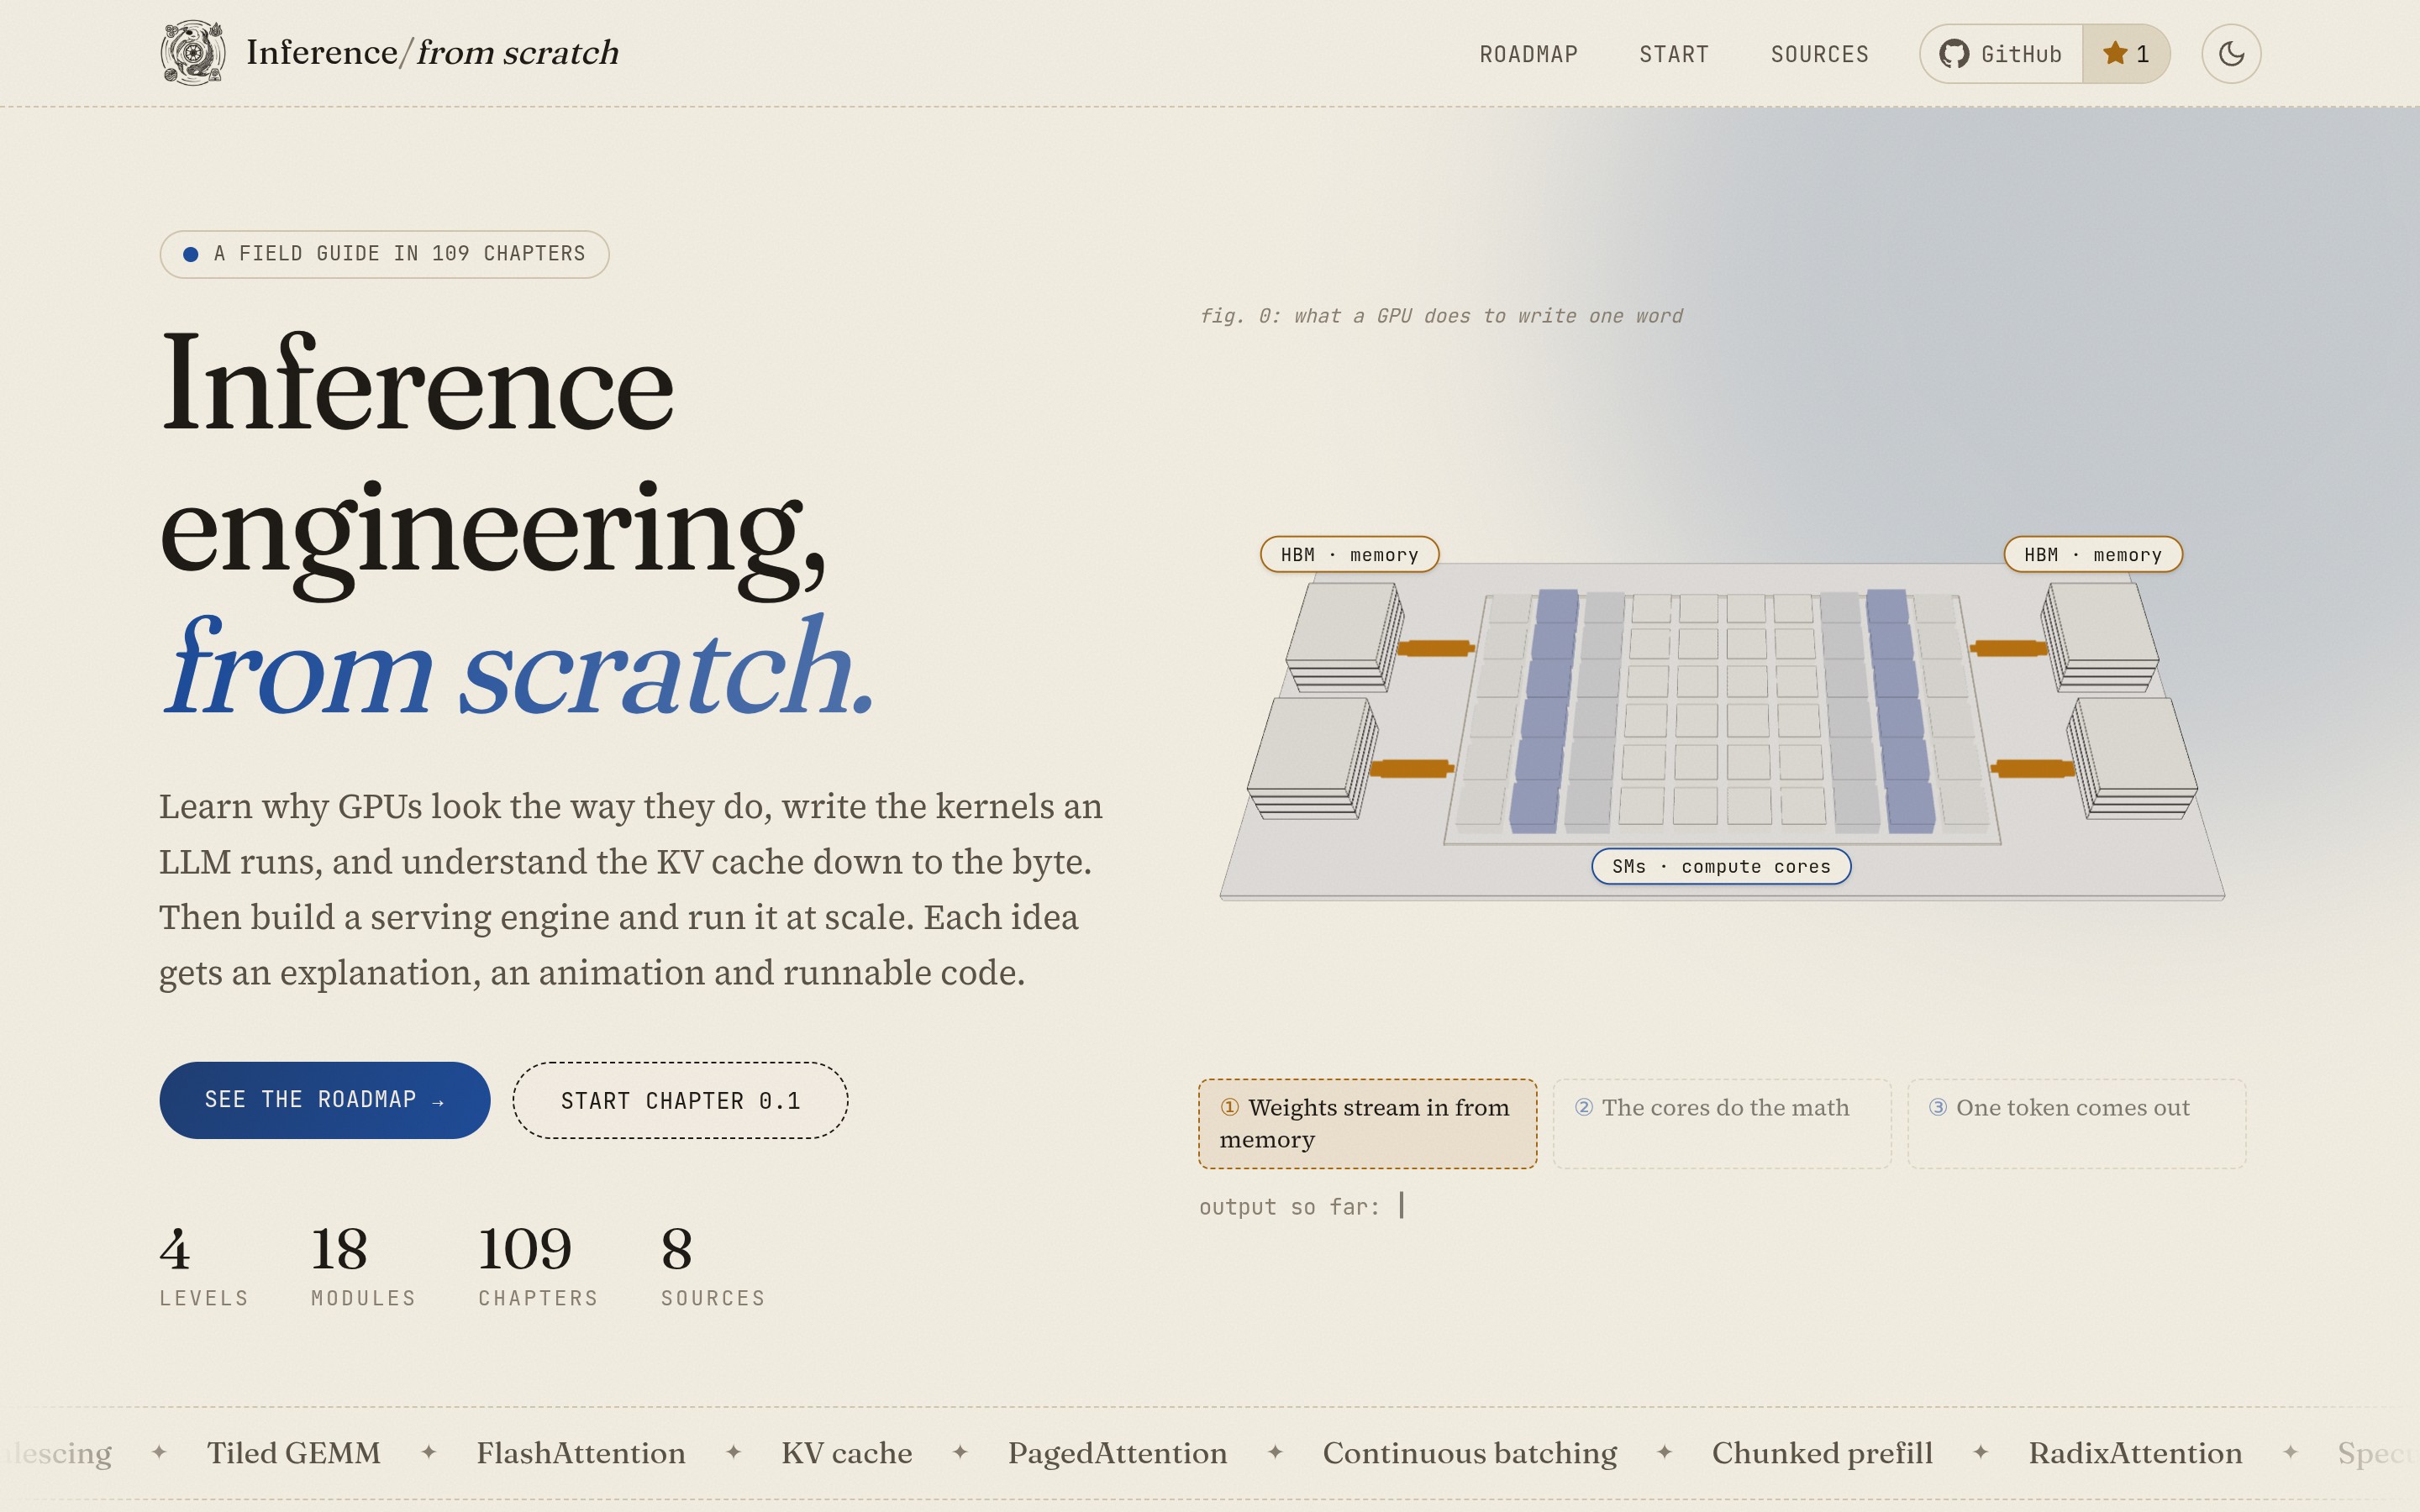 Inference/from scratch
ROADMAP START SOURCES GitHub ★ 1
A FIELD GUIDE IN 109 CHAPTERS
Inference
engineering,
from scratch.
Learn why GPUs look the way they do, write the kernels an
LLM runs, and understand the KV cache down to the byte.
Then build a serving engine and run it at scale. Each idea
gets an explanation, an animation and runnable code.
SEE THE ROADMAP → START CHAPTER 0.1
4 18 109 8
LEVELS MODULES CHAPTERS SOURCES
fig. 0: what a GPU does to write one word
HBM · memory HBM · memory
SMs · compute cores
① Weights stream in from
memory
② The cores do the math
③ One token comes out
output so far:
Tiled GEMM ✦ FlashAttention ✦ KV cache ✦ PagedAttention ✦ Continuous batching ✦ Chunked prefill ✦ RadixAttention ✦